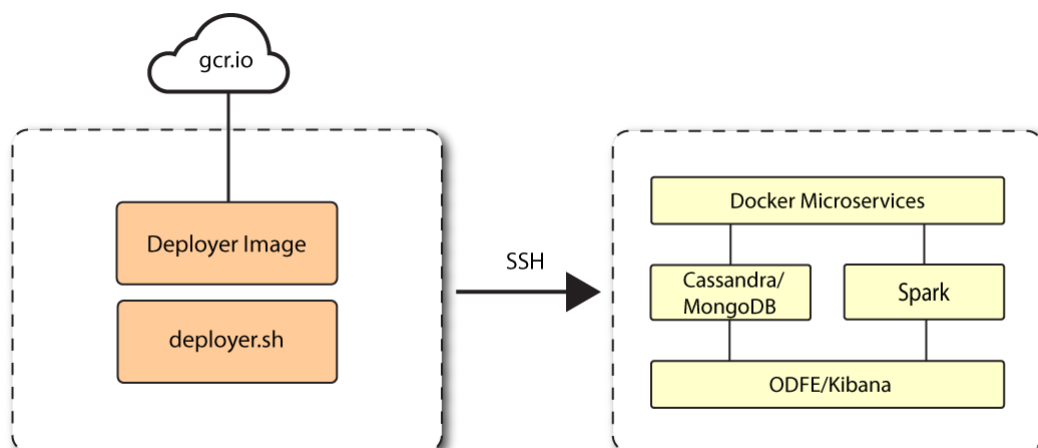 gcr.io
Deployer Image
deployer.sh
SSH
Docker Microservices
Cassandra/
MongoDB
Spark
ODFE/Kibana